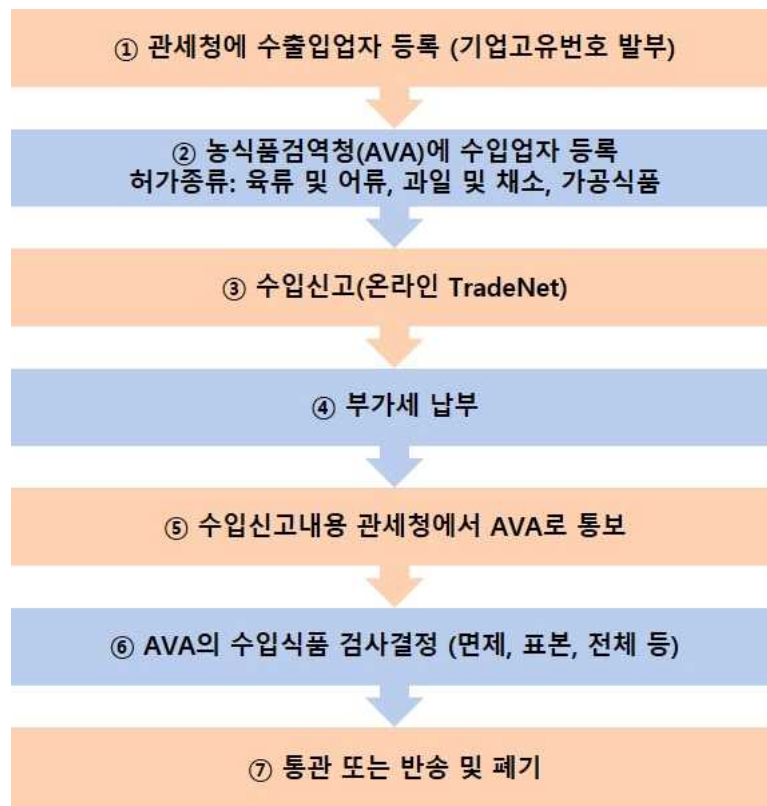 ① 관세청에 수출입업자 등록 (기업고유번호 발부)
② 농식품검역청(AVA)에 수입업자 등록
허가종류: 육류 및 어류, 과일 및 채소, 가공식품
③ 수입신고(온라인 TradeNet)
④ 부가세 납부
⑤ 수입신고내용 관세청에서 AVA로 통보
⑥ AVA의 수입식품 검사결정 (면제, 표본, 전체 등)
⑦ 통관 또는 반송 및 폐기